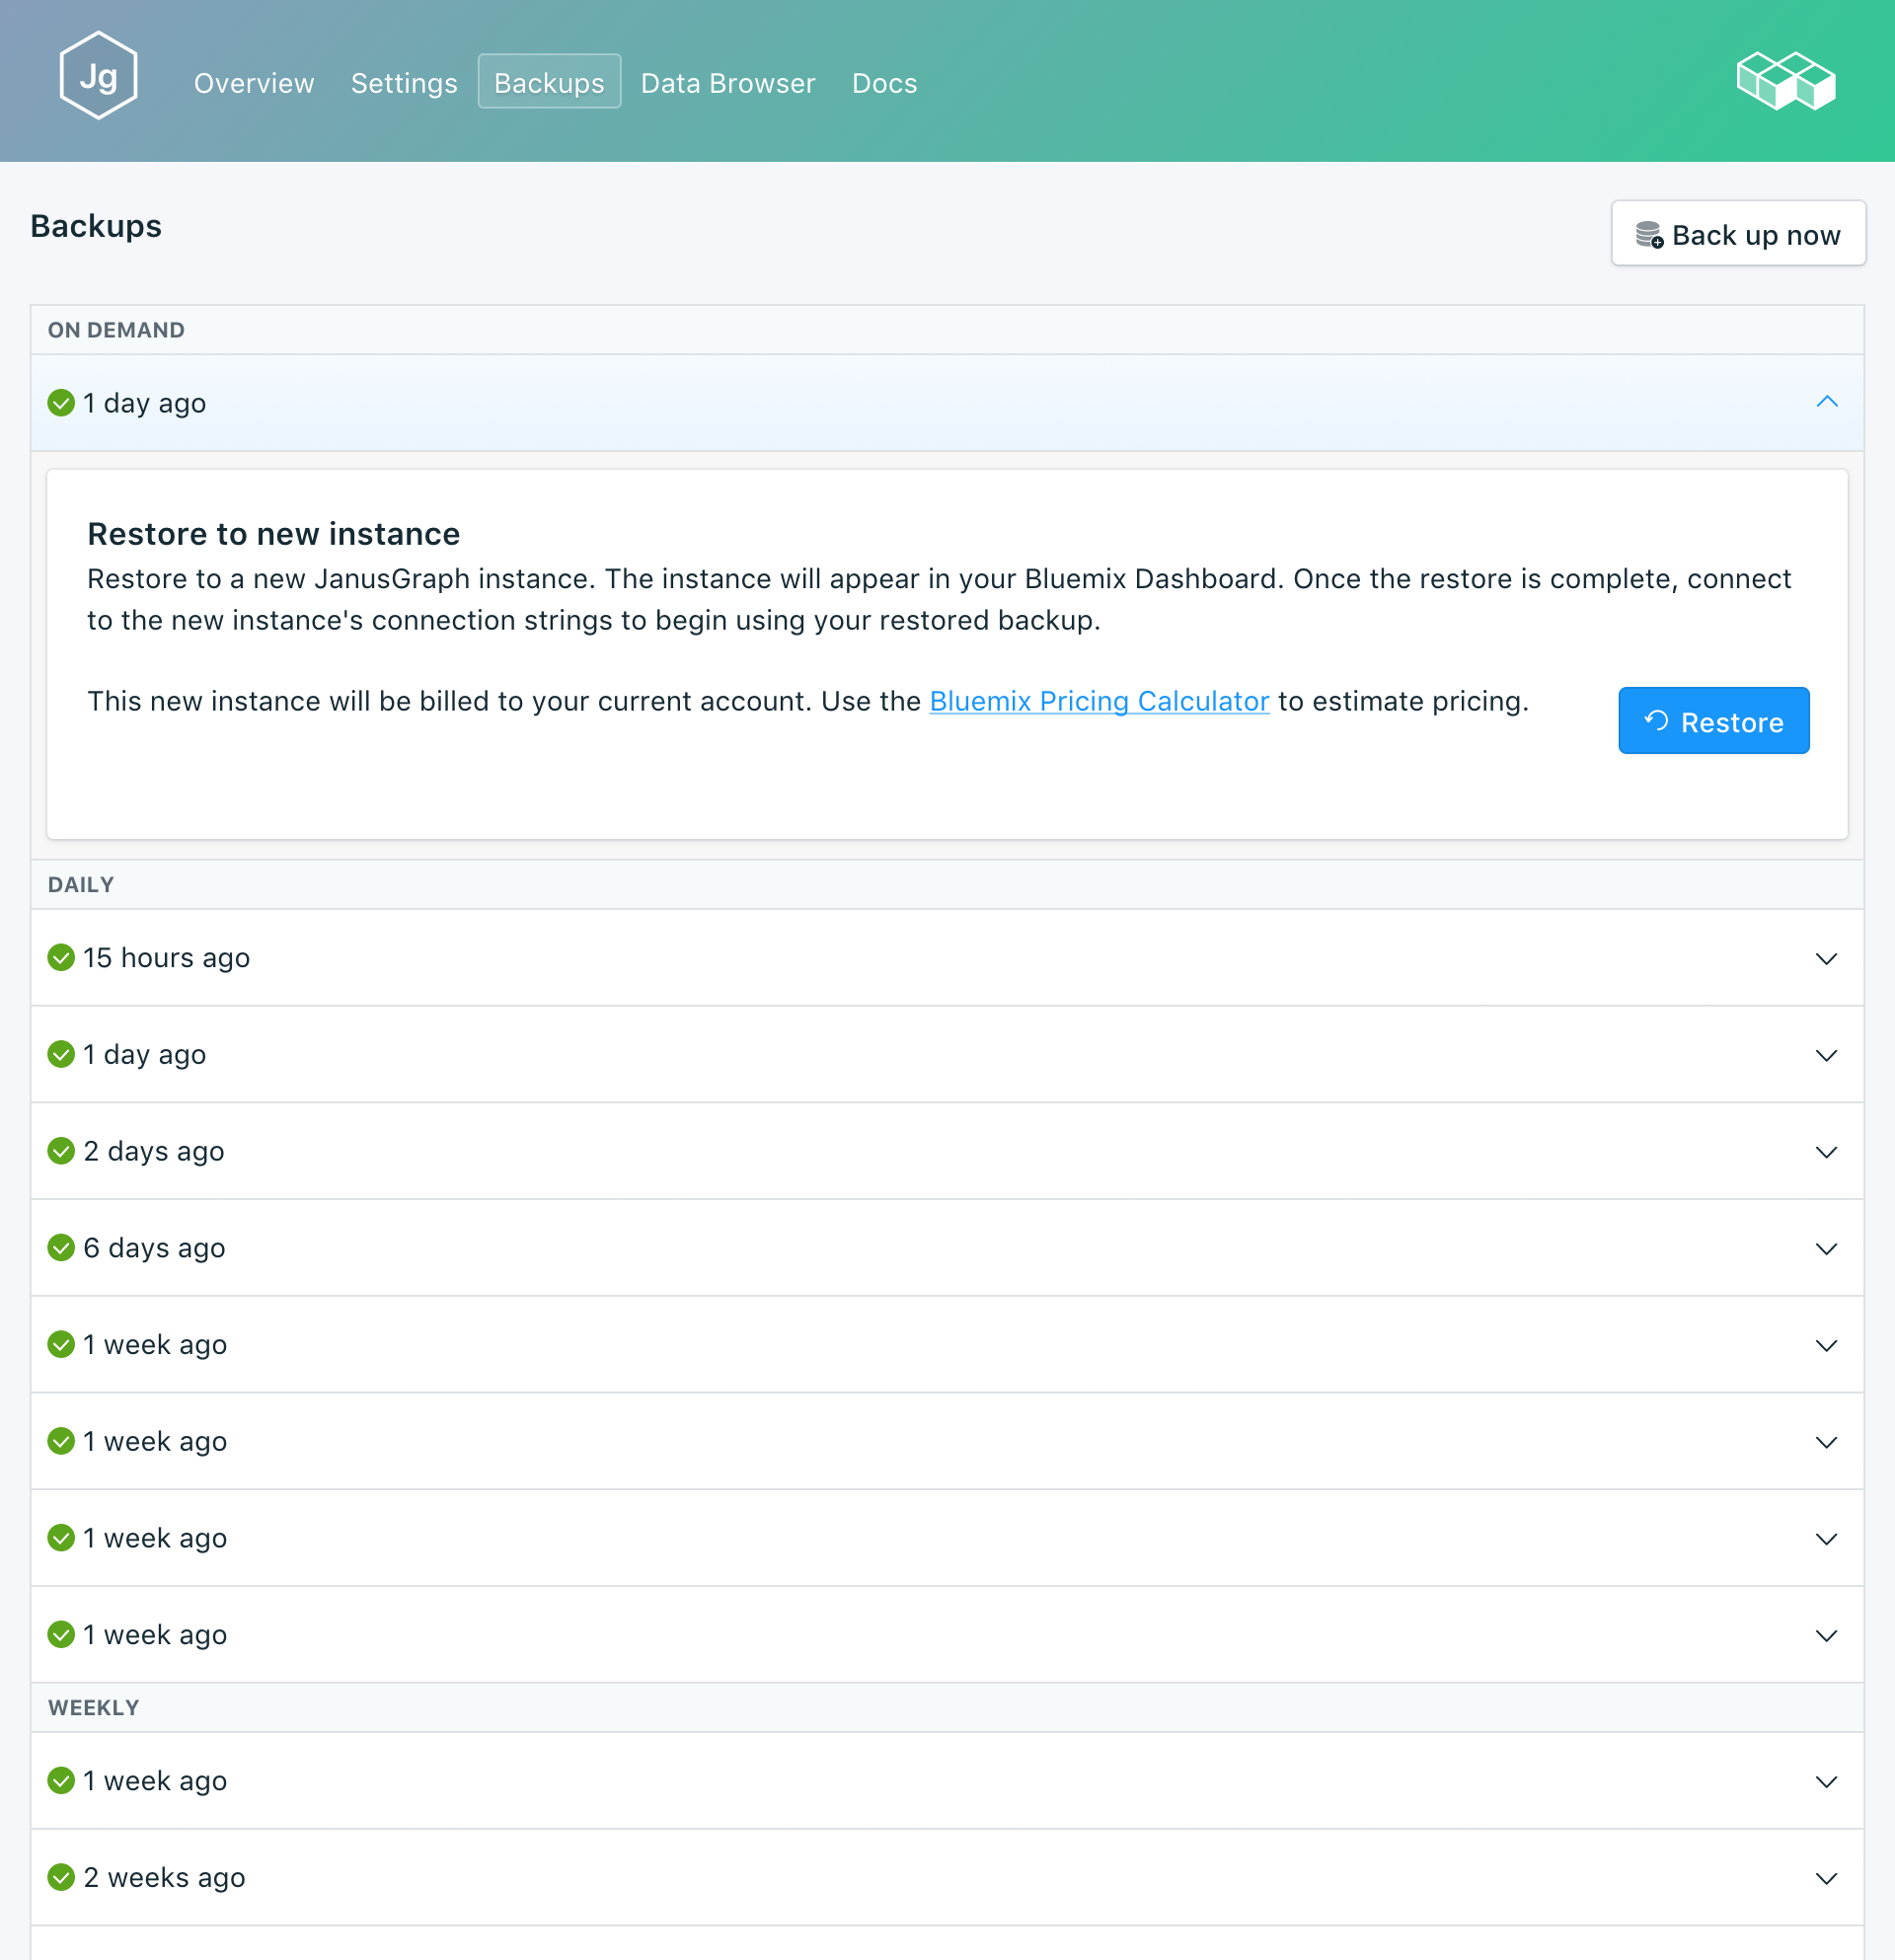 Jg
Overview Settings Backups Data Browser Docs
Backups
Back up now
ON DEMAND
1 day ago
Restore to new instance
Restore to a new JanusGraph instance. The instance will appear in your Bluemix Dashboard. Once the restore is complete, connect
to the new instance's connection strings to begin using your restored backup.
This new instance will be billed to your current account. Use the Bluemix Pricing Calculator to estimate pricing.
Restore
DAILY
15 hours ago
1 day ago
2 days ago
6 days ago
1 week ago
1 week ago
1 week ago
1 week ago
WEEKLY
1 week ago
2 weeks ago